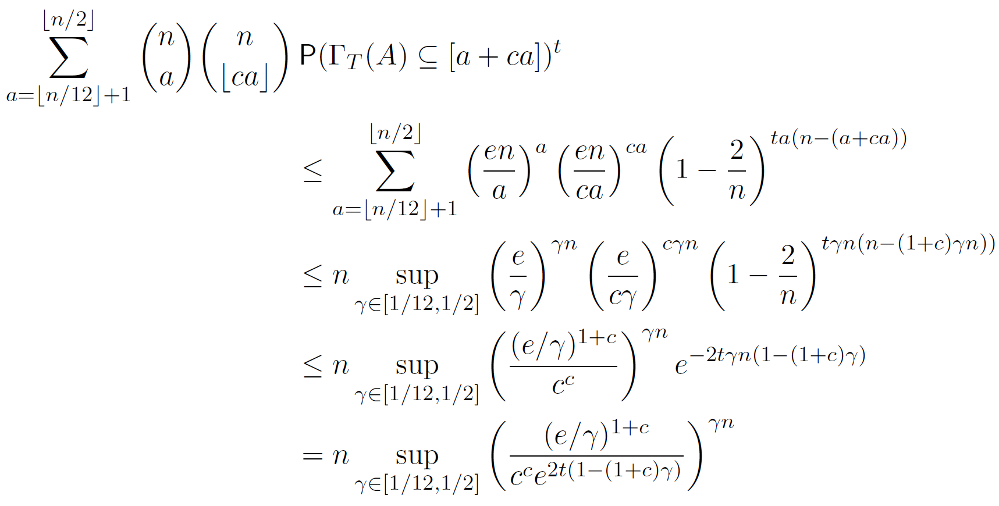 \sum_{a=\lfloor n/12 \rfloor+1}^{\lfloor n/2 \rfloor} \binom{n}{a} \binom{n}{\lfloor ca \rfloor} \mathsf{P}(\Gamma_T(A) \subseteq [a + ca])^t
\leq \sum_{a=\lfloor n/12 \rfloor+1}^{\lfloor n/2 \rfloor} \left(\frac{en}{a}\right)^a \left(\frac{en}{ca}\right)^{ca} \left(1 - \frac{2}{n}\right)^{ta(n-(a+ca))}
\leq n \sup_{\gamma \in [1/12,1/2]} \left(\frac{e}{\gamma}\right)^{\gamma n} \left(\frac{e}{c\gamma}\right)^{c\gamma n} \left(1 - \frac{2}{n}\right)^{t\gamma n(n-(1+c)\gamma n))}
\leq n \sup_{\gamma \in [1/12,1/2]} \left(\frac{(e/\gamma)^{1+c}}{c^c}\right)^{\gamma n} e^{-2t\gamma n(1-(1+c)\gamma)}
= n \sup_{\gamma \in [1/12,1/2]} \left(\frac{(e/\gamma)^{1+c}}{c^c e^{2t(1-(1+c)\gamma)}}\right)^{\gamma n}